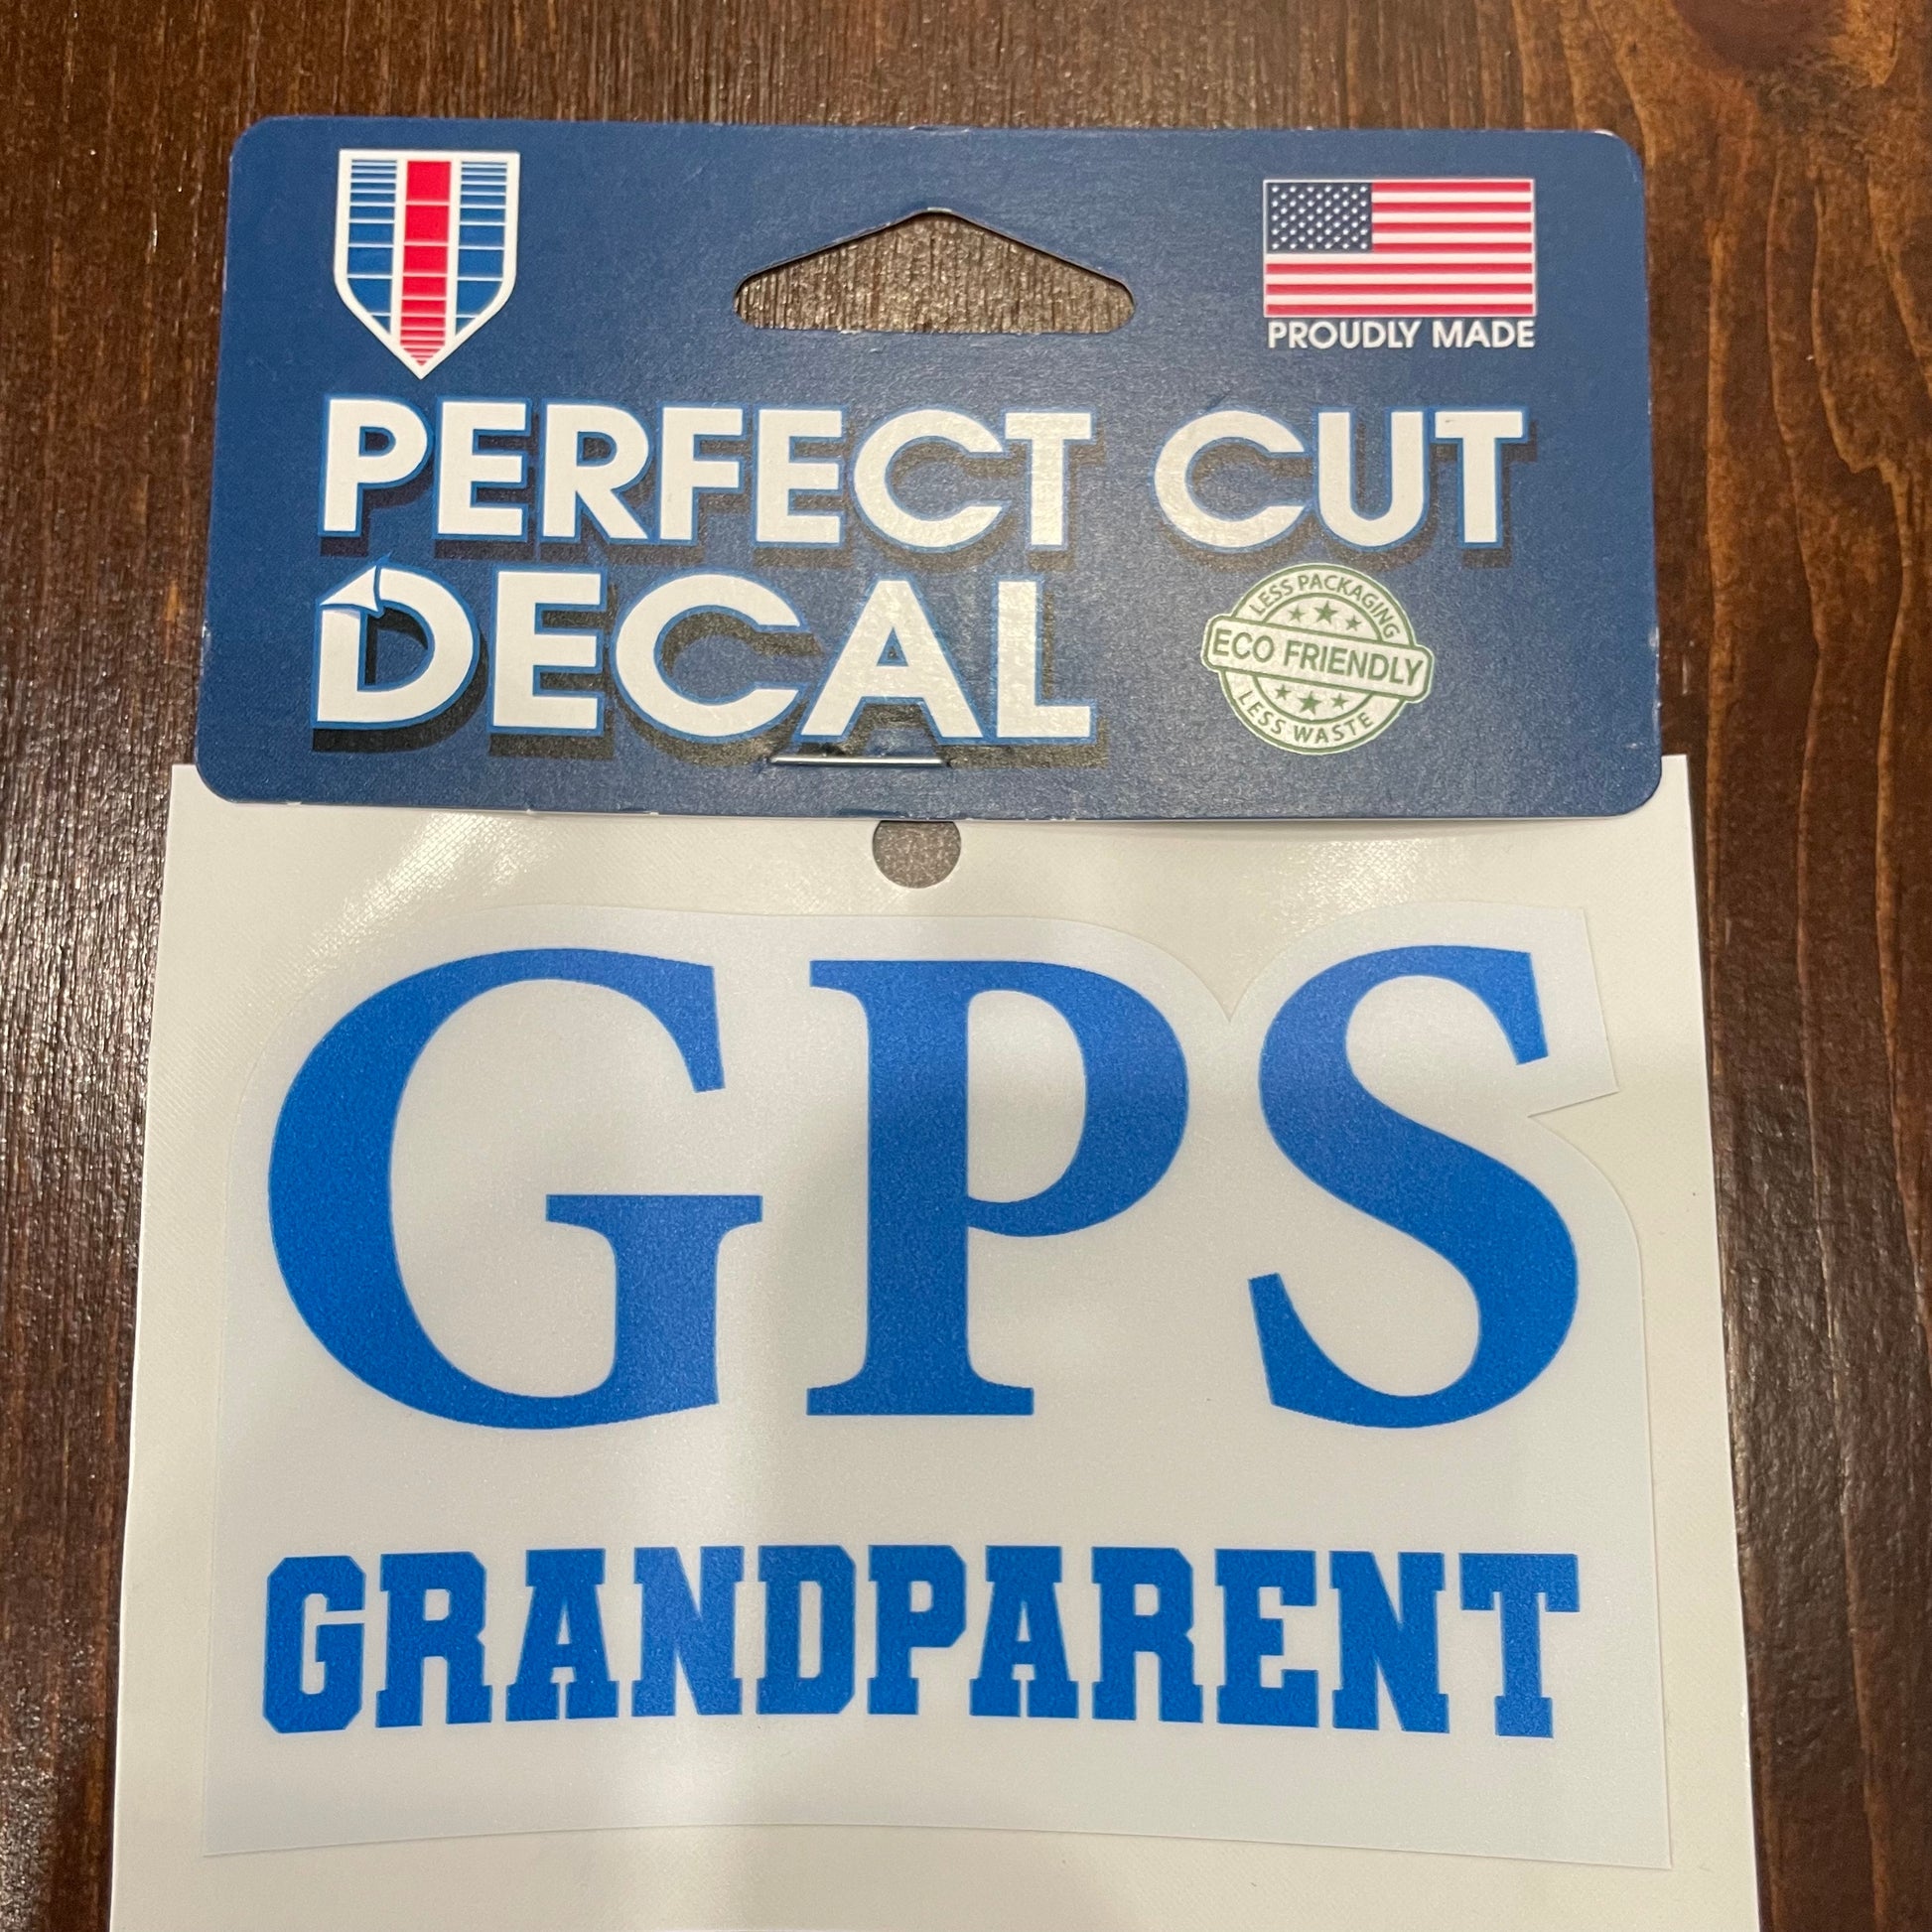 PROUDLY MADE
PERFECT CUT
DECAL
LESS PACKAGING
ECO FRIENDLY
LESS WASTE
GPS
GRANDPARENT